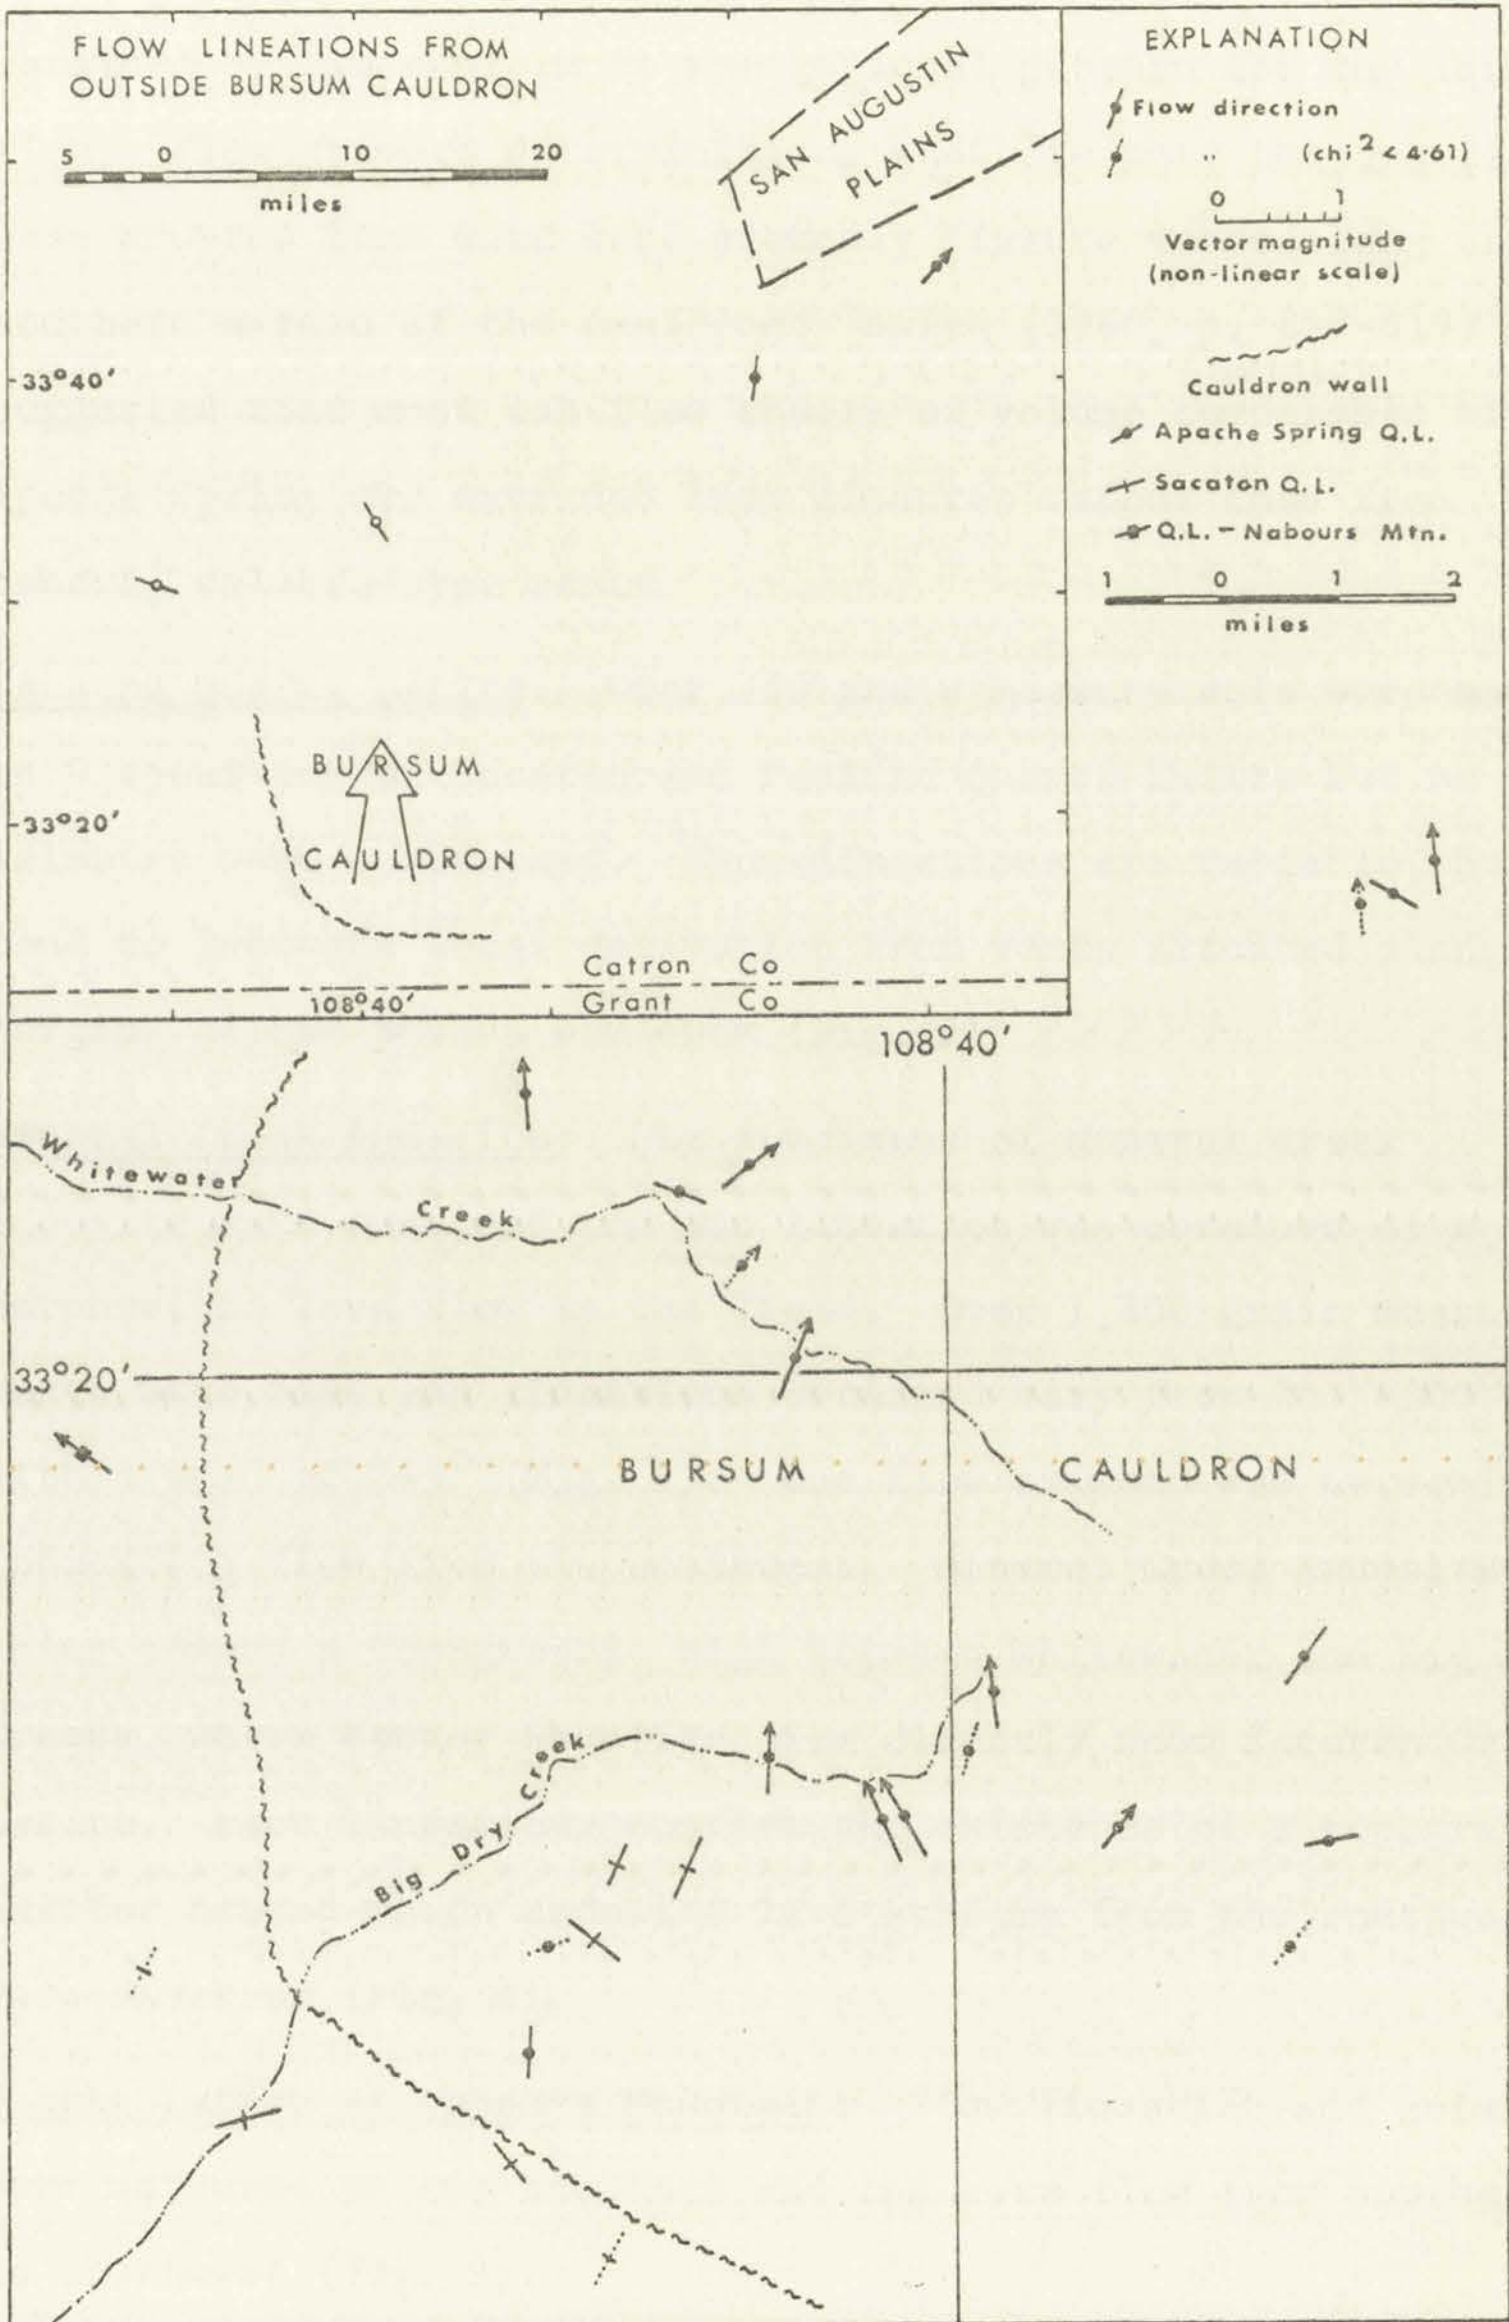 FLOW LINEATIONS FROM
OUTSIDE BURSUM CAULDRON
5 0 10 20
miles
SAN AUGUSTIN
PLAINS
33°40'
33°20'
BURSUM
CAULDRON
Catron Co
Grant Co
108°40'
EXPLANATION
Flow direction
" (chi² < 4·61)
0 1
Vector magnitude
(non-linear scale)
Cauldron wall
Apache Spring Q.L.
Sacaton Q.L.
Q.L. - Nabours Mtn.
1 0 1 2
miles
108°40'
Whitewater Creek
33°20'
BURSUM CAULDRON
Big Dry Creek